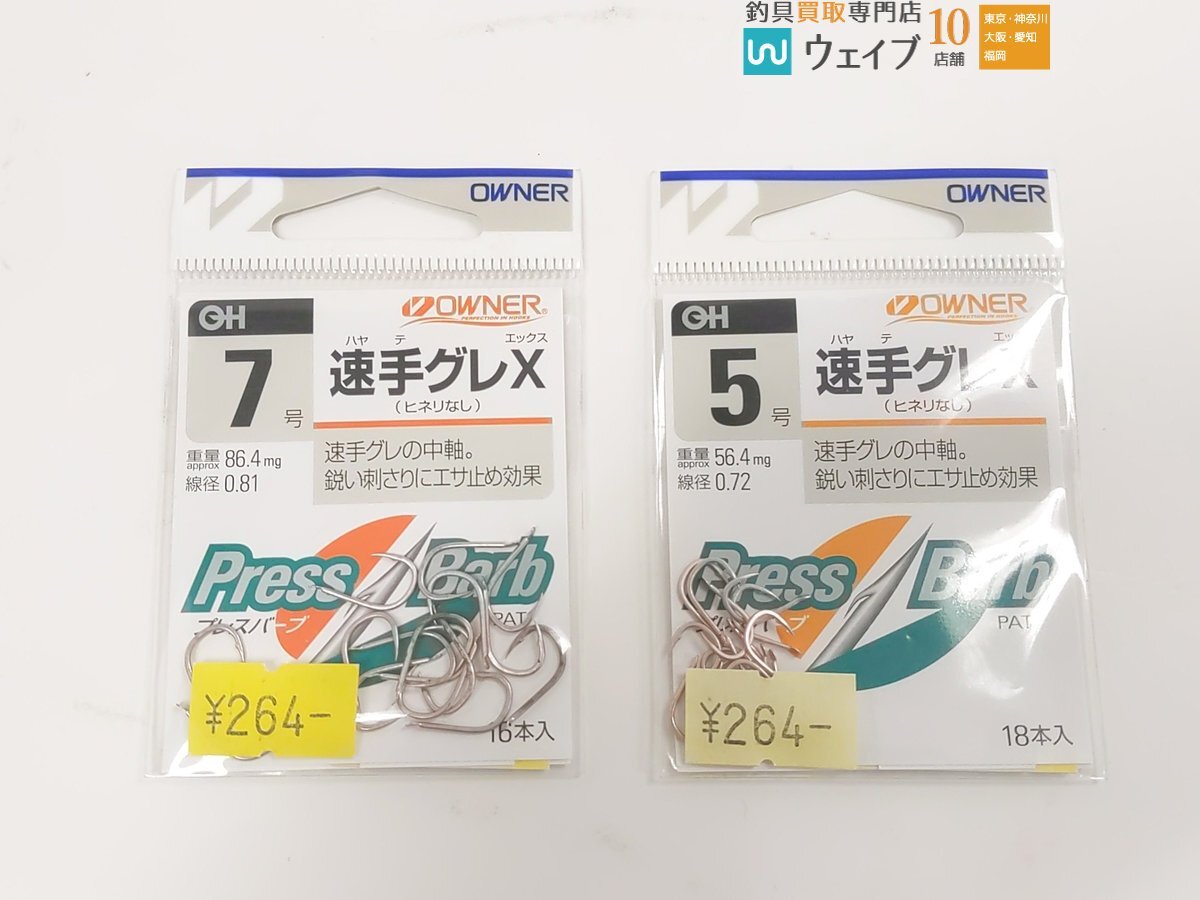 釣具買取専門店
ウェイブ
10
店舗
東京・神奈川
大阪・愛知
福岡
OWNER
OH
7号
OWNER®
PERFECTION IN HOOKS
ハヤテ エックス
速手グレX
(ヒネリなし)
重量
approx 86.4mg
線径 0.81
速手グレの中軸。
鋭い刺さりにエサ止め効果
Press Barb
プレスバーブ
PAT
¥264-
16本入
OWNER
OH
5号
OWNER
PERFECTION IN HOOKS
ハヤテ
速手グレX
(ヒネリなし)
重量
approx 56.4mg
線径 0.72
速手グレの中軸。
鋭い刺さりにエサ止め効果
Press Barb
PAT
¥264-
18本入